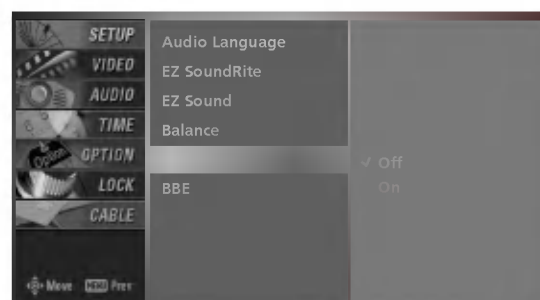 SETUP
VIDEO
AUDIO
TIME
OPTION
LOCK
CABLE
Move MENU Prev
Audio Language
EZ SoundRite
EZ Sound
Balance
BBE
✓ Off
On